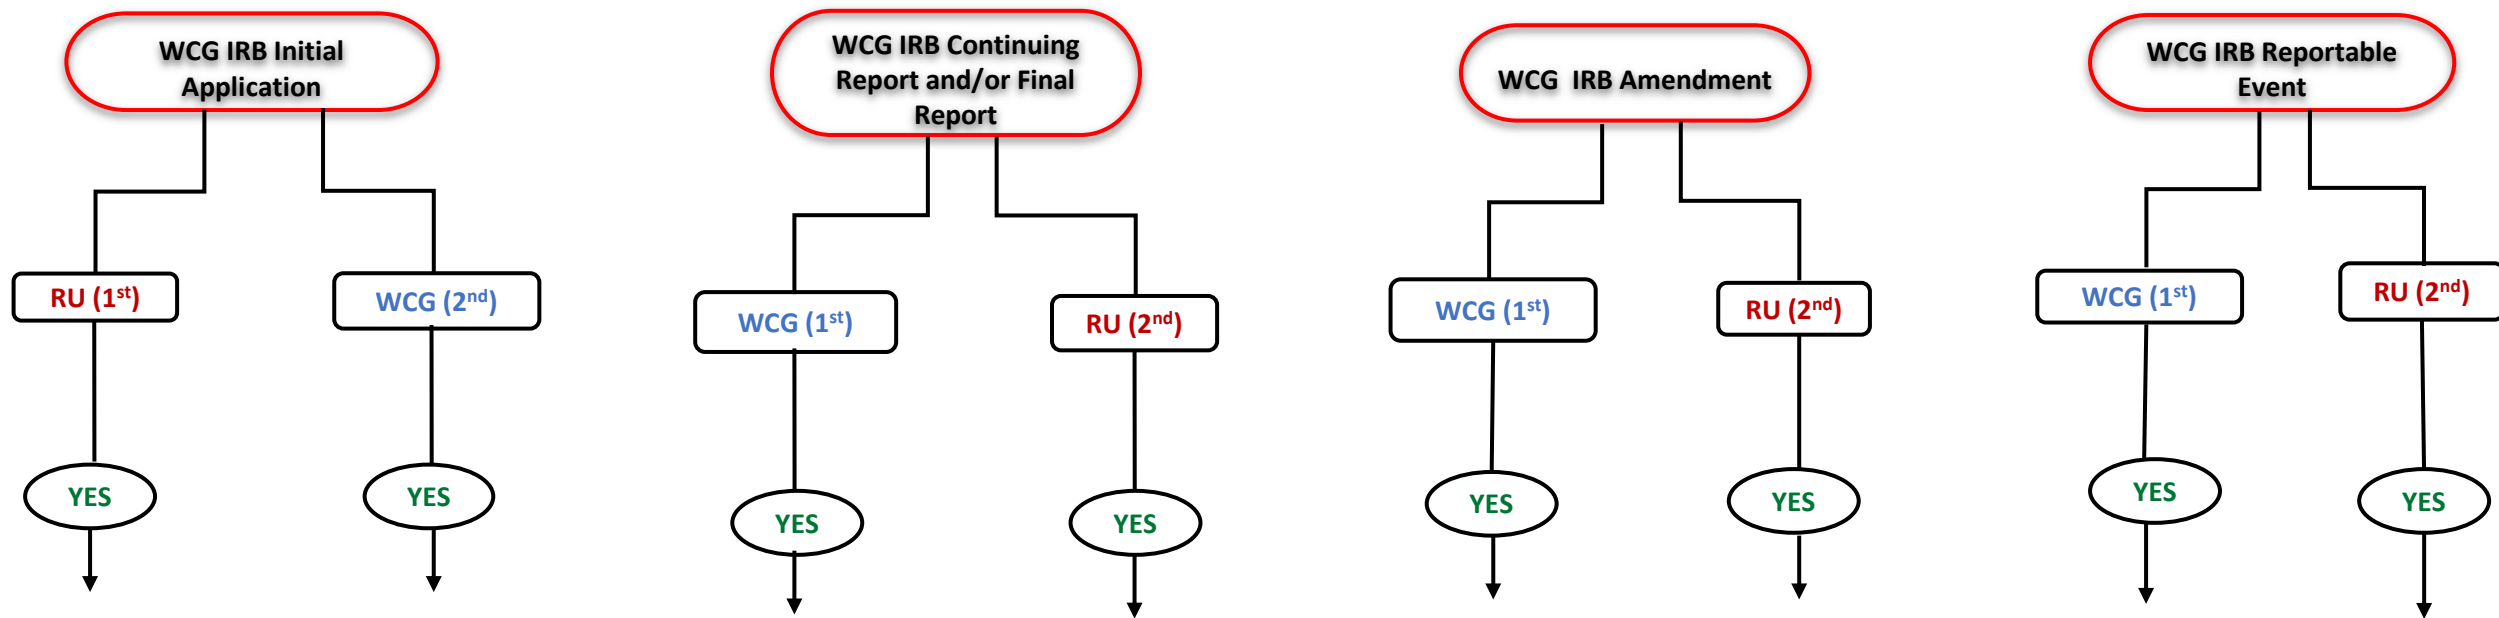 WCG IRB Initial
Application
RU (1st)
WCG (2nd)
YES
YES
WCG IRB Continuing
Report and/or Final
Report
WCG (1st)
RU (2nd)
YES
YES
WCG  IRB Amendment
WCG (1st)
RU (2nd)
YES
YES
WCG IRB Reportable
Event
WCG (1st)
RU (2nd)
YES
YES